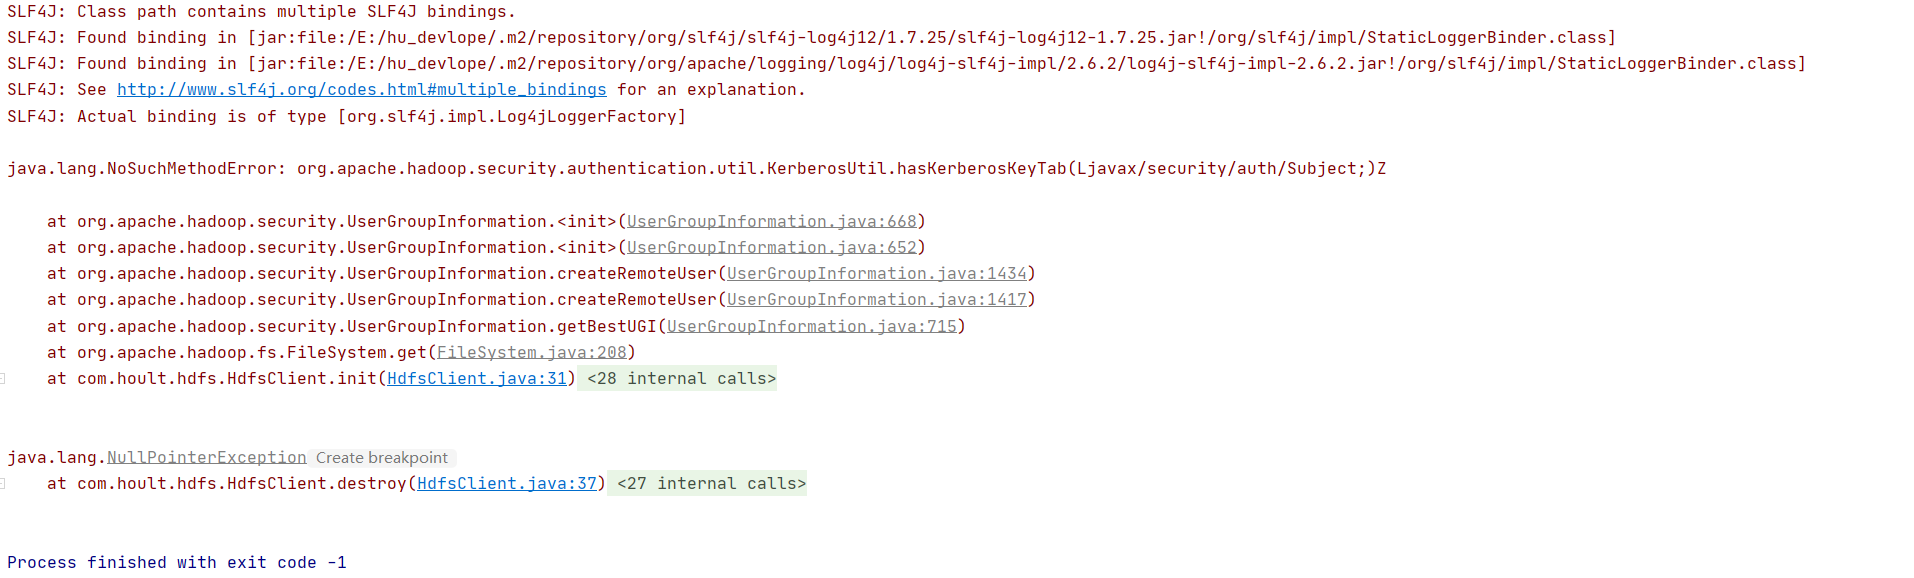 SLF4J: Class path contains multiple SLF4J bindings.
SLF4J: Found binding in [jar:file:/E:/hu_devlope/.m2/repository/org/slf4j/slf4j-log4j12/1.7.25/slf4j-log4j12-1.7.25.jar!/org/slf4j/impl/StaticLoggerBinder.class]
SLF4J: Found binding in [jar:file:/E:/hu_devlope/.m2/repository/org/apache/logging/log4j/log4j-slf4j-impl/2.6.2/log4j-slf4j-impl-2.6.2.jar!/org/slf4j/impl/StaticLoggerBinder.class]
SLF4J: See http://www.slf4j.org/codes.html#multiple_bindings for an explanation.
SLF4J: Actual binding is of type [org.slf4j.impl.Log4jLoggerFactory]
java.lang.NoSuchMethodError: org.apache.hadoop.security.authentication.util.KerberosUtil.hasKerberosKeyTab(Ljavax/security/auth/Subject;)Z
at org.apache.hadoop.security.UserGroupInformation.<init>(UserGroupInformation.java:668)
at org.apache.hadoop.security.UserGroupInformation.<init>(UserGroupInformation.java:652)
at org.apache.hadoop.security.UserGroupInformation.createRemoteUser(UserGroupInformation.java:1434)
at org.apache.hadoop.security.UserGroupInformation.createRemoteUser(UserGroupInformation.java:1417)
at org.apache.hadoop.security.UserGroupInformation.getBestUGI(UserGroupInformation.java:715)
at org.apache.hadoop.fs.FileSystem.get(FileSystem.java:208)
at com.hoult.hdfs.HdfsClient.init(HdfsClient.java:31) <28 internal calls>
java.lang.NullPointerException Create breakpoint
at com.hoult.hdfs.HdfsClient.destroy(HdfsClient.java:37) <27 internal calls>
Process finished with exit code -1